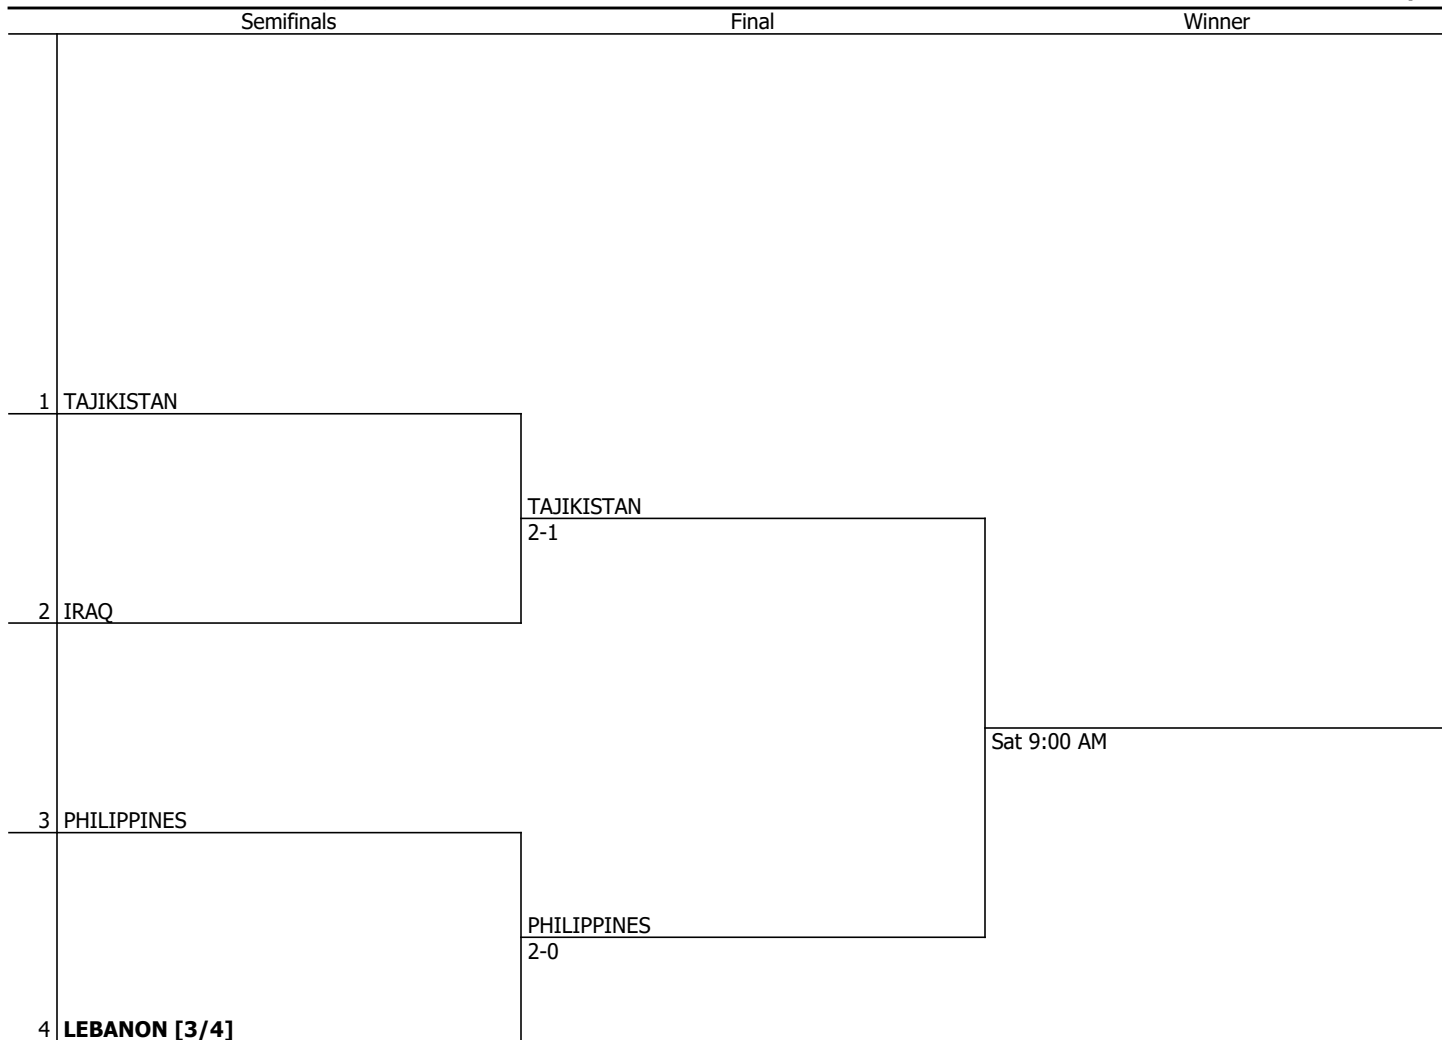 Semifinals Final Winner
1 TAJIKISTAN
TAJIKISTAN
2-1
2 IRAQ
Sat 9:00 AM
3 PHILIPPINES
PHILIPPINES
2-0
4 LEBANON [3/4]